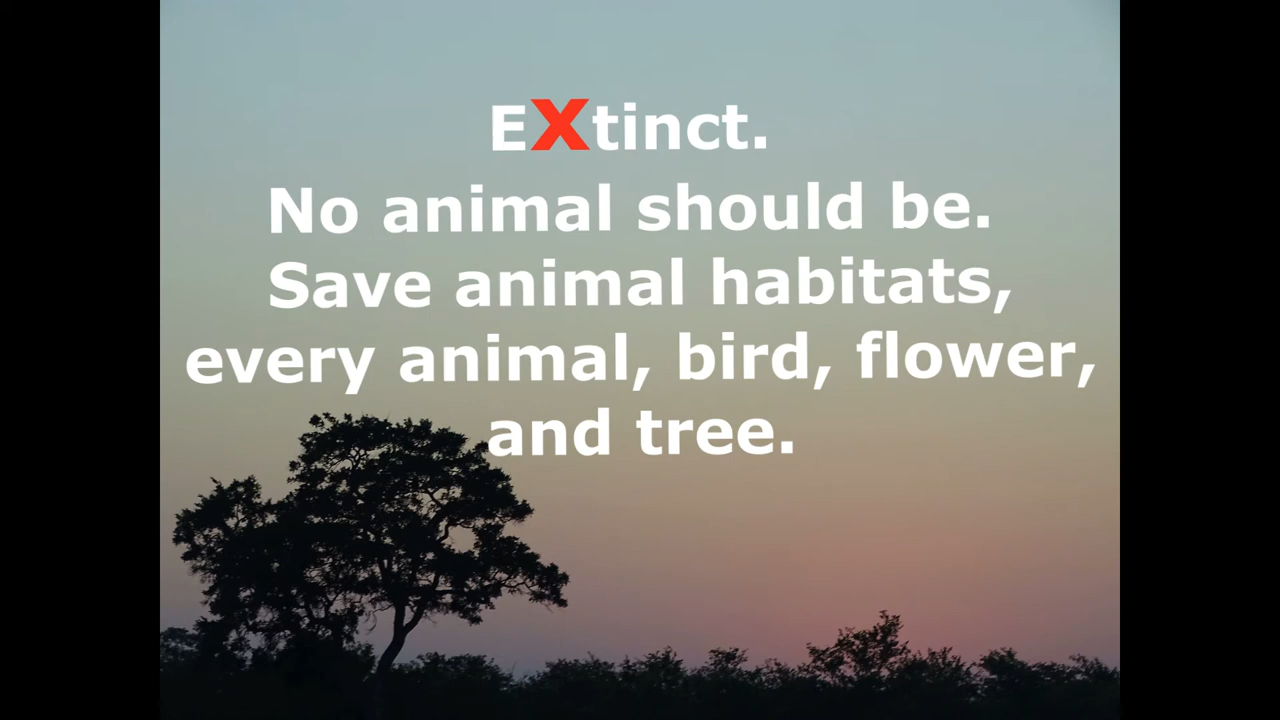 EXtinct.
No animal should be.
Save animal habitats,
every animal, bird, flower,
and tree.